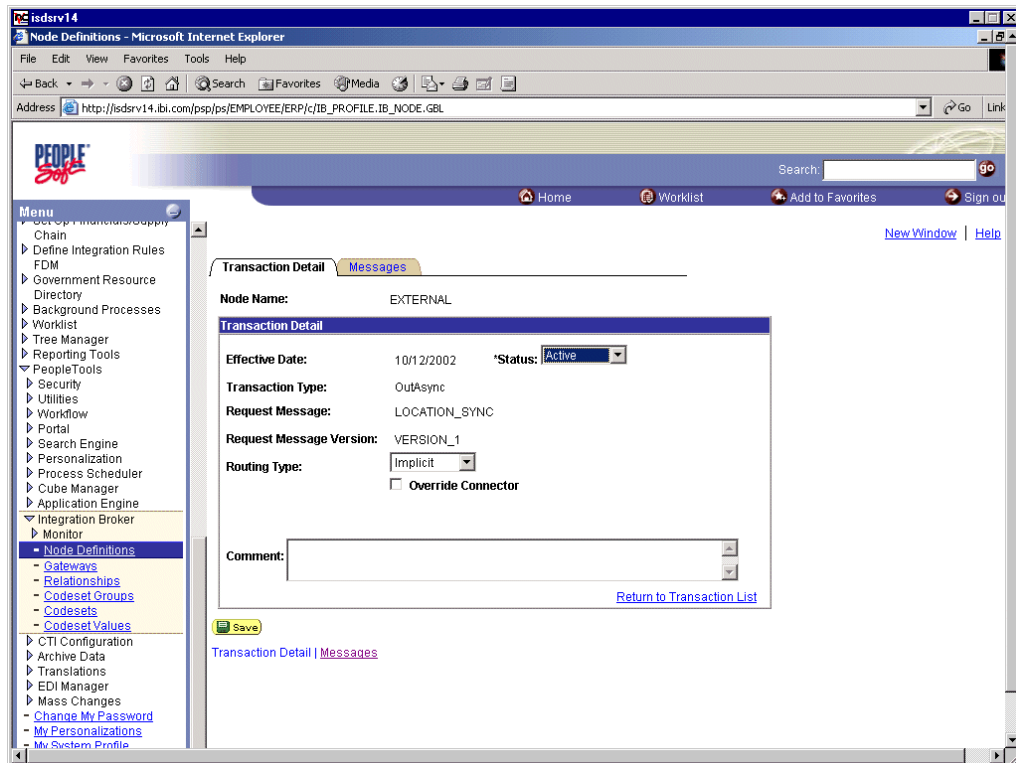 isdsrv14
Node Definitions - Microsoft Internet Explorer
File Edit View Favorites Tools Help
Back Search Favorites Media
Address http://isdsrv14.ibi.com/psp/ps/EMPLOYEE/ERP/c/IB_PROFILE.IB_NODE.GBL Go Link
PEOPLE Soft
Search: go
Home Worklist Add to Favorites Sign ou
Menu
New Window | Help
Chain
Define Integration Rules
FDM
Government Resource
Directory
Background Processes
Worklist
Tree Manager
Reporting Tools
PeopleTools
Security
Utilities
Workflow
Portal
Search Engine
Personalization
Process Scheduler
Cube Manager
Application Engine
Integration Broker
Monitor
Node Definitions
Gateways
Relationships
Codeset Groups
Codesets
Codeset Values
CTI Configuration
Archive Data
Translations
EDI Manager
Mass Changes
Change My Password
My Personalizations
My System Profile
Transaction Detail Messages
Node Name: EXTERNAL
Transaction Detail
Effective Date: 10/12/2002 *Status: Active
Transaction Type: OutAsync
Request Message: LOCATION_SYNC
Request Message Version: VERSION_1
Routing Type: Implicit
Override Connector
Comment:
Return to Transaction List
Save
Transaction Detail | Messages